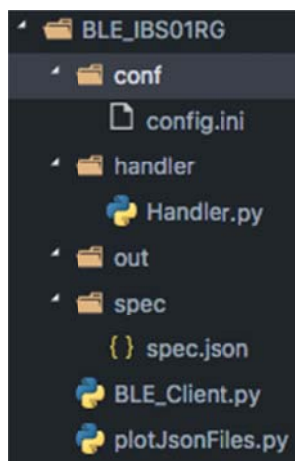 BLE_IBS01RG
conf
config.ini
handler
Handler.py
out
spec
{} spec.json
BLE_Client.py
plotJsonFiles.py